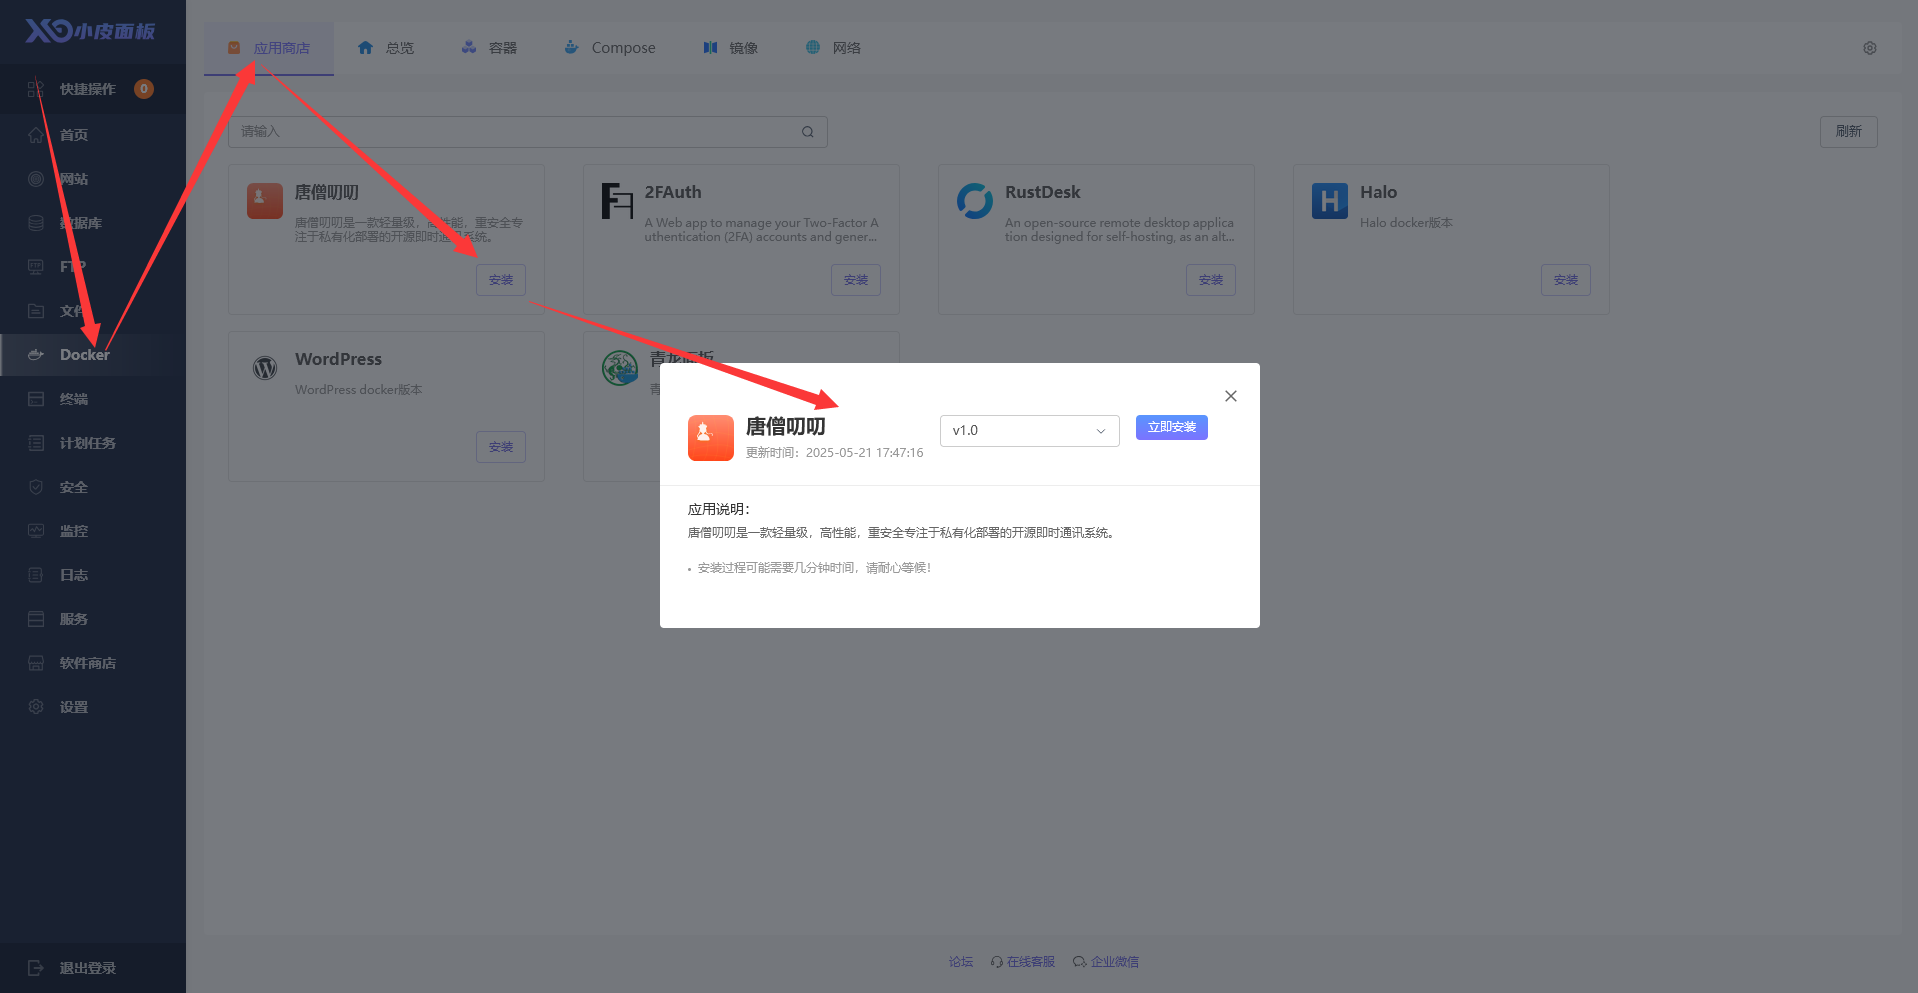 小皮面板
快捷操作 0
首页
网站
数据库
FTP
文件
Docker
终端
计划任务
安全
监控
日志
服务
软件商店
设置
退出登录
应用商店 总览 容器 Compose 镜像 网络
请输入
刷新
唐僧叨叨
唐僧叨叨是一款轻量级，高性能，重安全专
注于私有化部署的开源即时通讯系统。
安装
2FAuth
A Web app to manage your Two-Factor A
uthentication (2FA) accounts and gener...
安装
RustDesk
An open-source remote desktop applica
tion designed for self-hosting, as an alt...
安装
Halo
Halo docker版本
安装
WordPress
WordPress docker版本
安装
青龙面板
青
唐僧叨叨
更新时间：2025-05-21 17:47:16
v1.0
立即安装
应用说明：
唐僧叨叨是一款轻量级，高性能，重安全专注于私有化部署的开源即时通讯系统。
• 安装过程可能需要几分钟时间，请耐心等候！
论坛 在线客服 企业微信